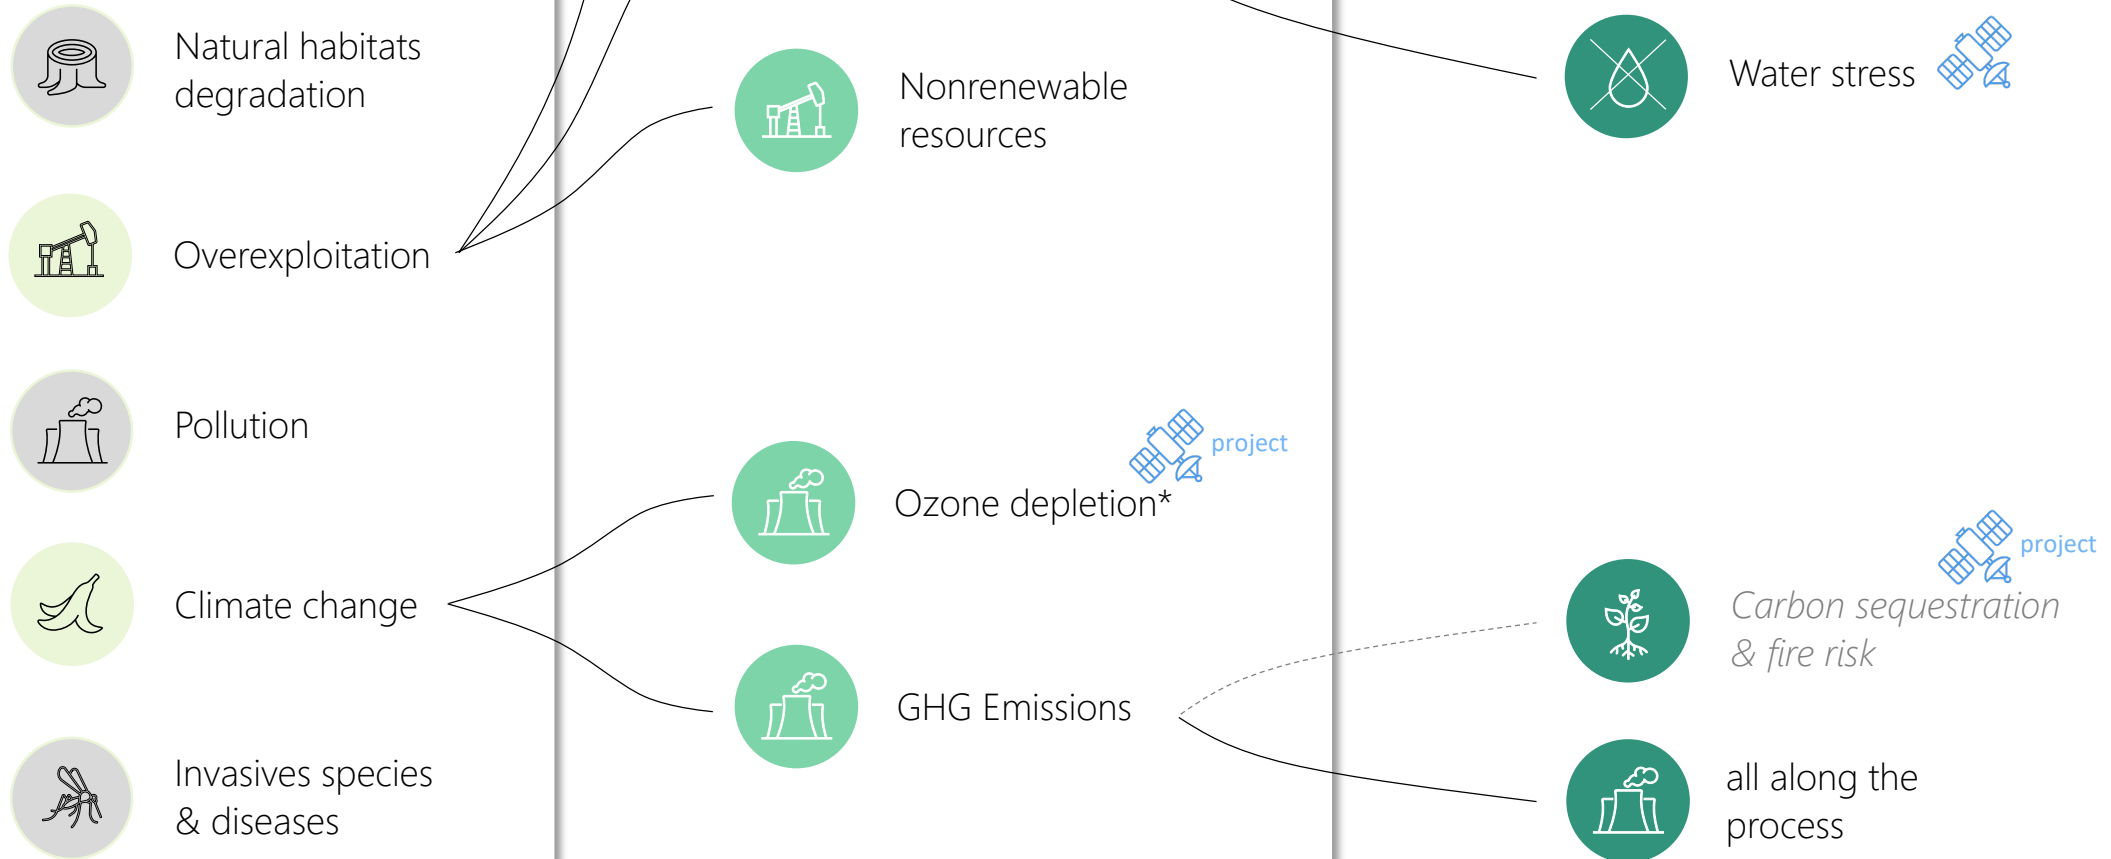 Natural habitats
degradation
Overexploitation
Pollution
Climate change
Invasives species
& diseases
Nonrenewable
resources
project
Ozone depletion*
GHG Emissions
Water stress
project
Carbon sequestration
& fire risk
all along the
process